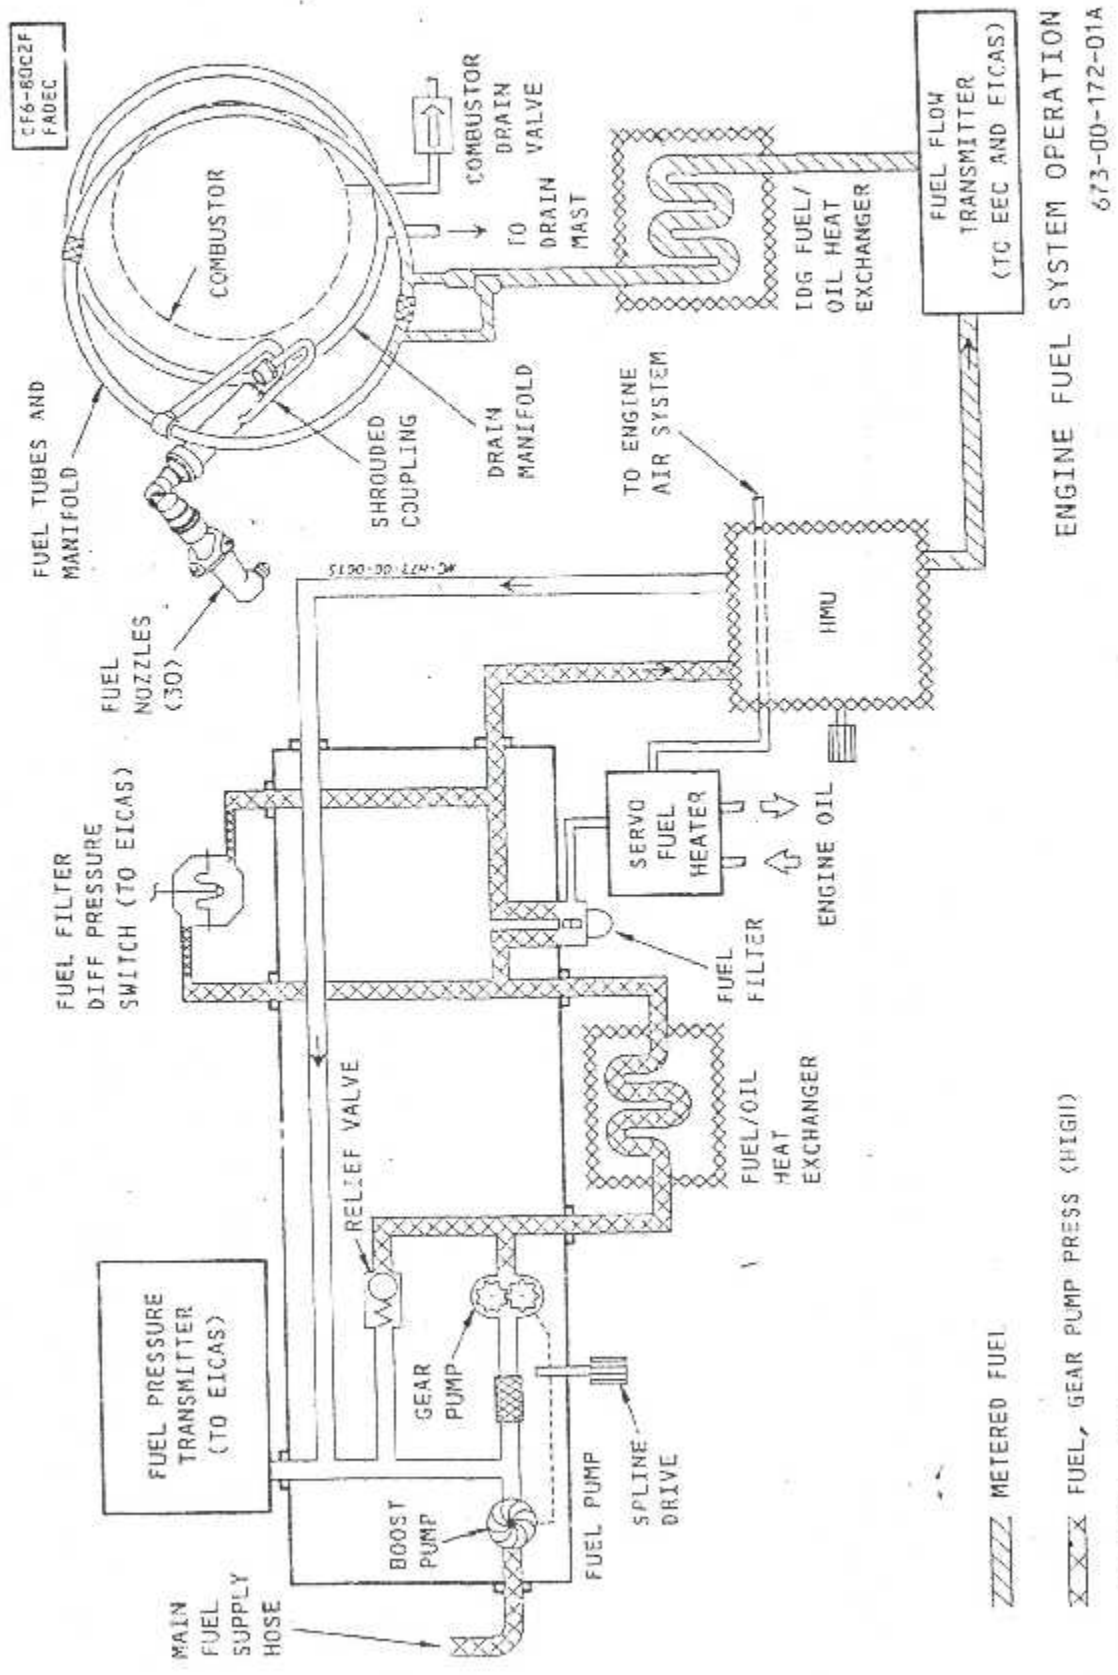 CF6-80C2F
FADEC
FUEL TUBES AND
MANIFOLD
COMBUSTOR
COMBUSTOR
DRAIN
VALVE
TO
DRAIN
MAST
SHROUDED
COUPLING
DRAIN
MANIFOLD
FUEL
NOZZLES
(30)
IDG FUEL/
OIL HEAT
EXCHANGER
FUEL FLOW
TRANSMITTER
(TO EEC AND EICAS)
TO ENGINE
AIR SYSTEM
HMU
FUEL FILTER
DIFF PRESSURE
SWITCH (TO EICAS)
SERVO
FUEL
HEATER
ENGINE OIL
FUEL
FILTER
FUEL/OIL
HEAT
EXCHANGER
RELIEF VALVE
FUEL PRESSURE
TRANSMITTER
(TO EICAS)
GEAR
PUMP
BOOST
PUMP
FUEL PUMP
SPLINE
DRIVE
MAIN
FUEL
SUPPLY
HOSE
METERED FUEL
FUEL, GEAR PUMP PRESS (HIGH)
ENGINE FUEL SYSTEM OPERATION
673-00-172-01A